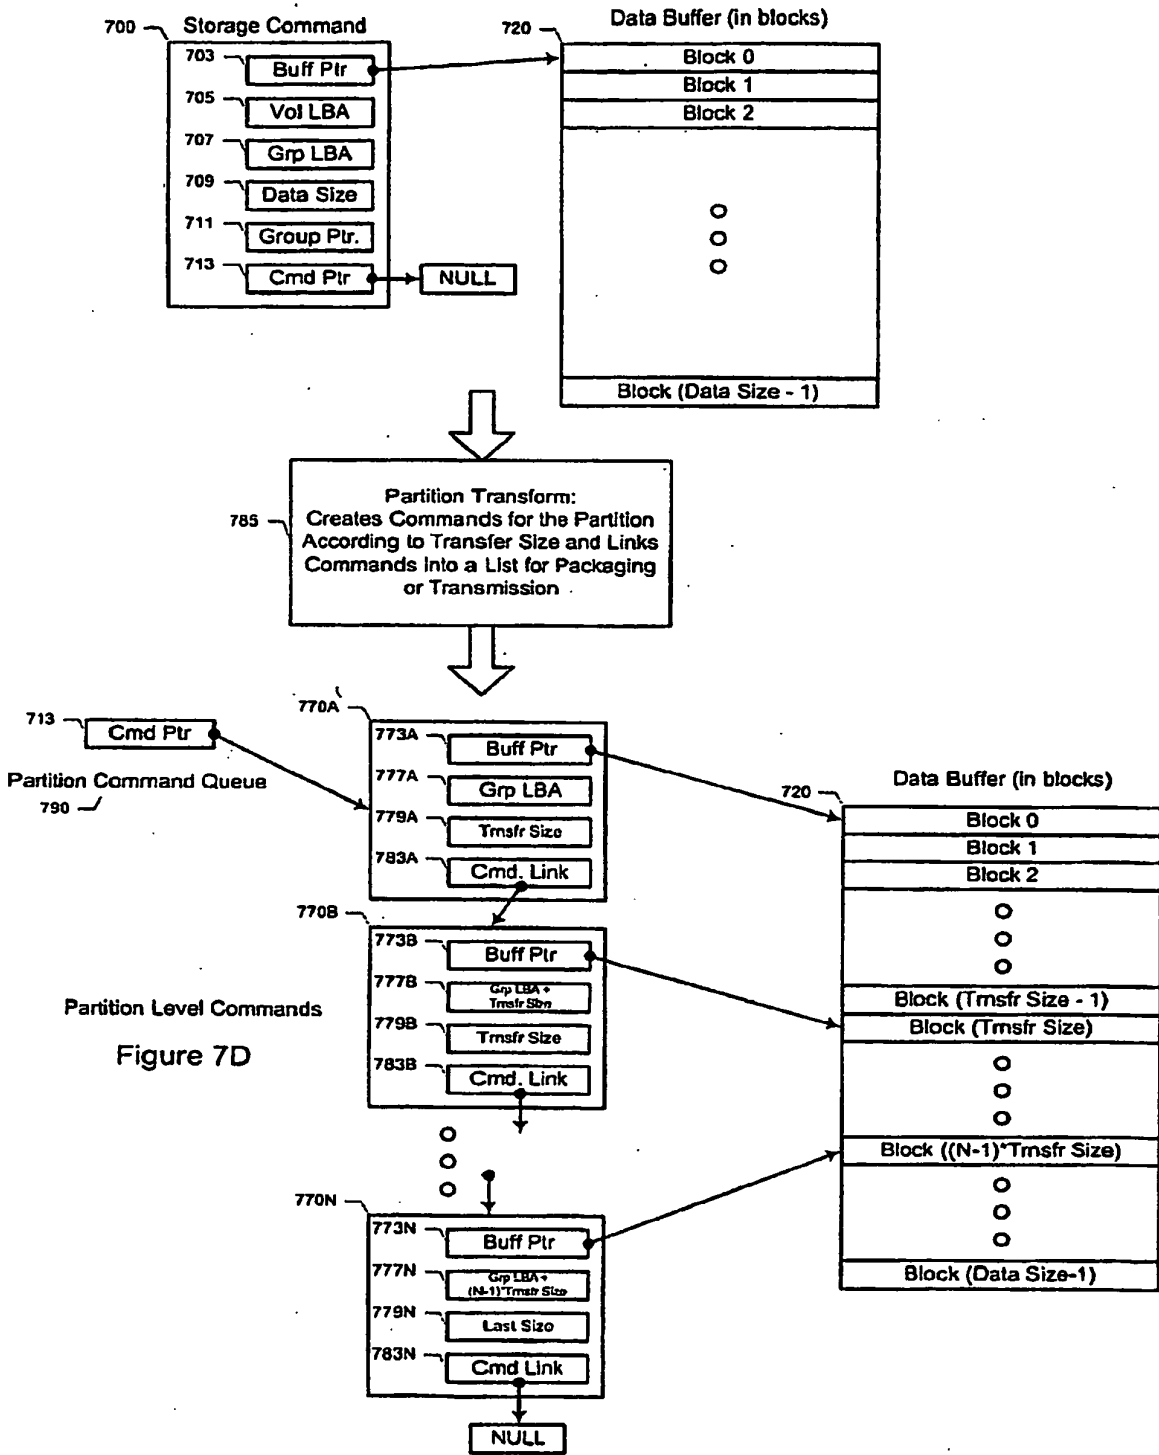 Storage Command
700
703
Buff Ptr
705
Vol LBA
707
Grp LBA
709
Data Size
711
Group Ptr.
713
Cmd Ptr
NULL
Data Buffer (in blocks)
720
Block 0
Block 1
Block 2
Block (Data Size - 1)
785
Partition Transform:
Creates Commands for the Partition
According to Transfer Size and Links
Commands into a List for Packaging
or Transmission
713
Cmd Ptr
Partition Command Queue
790
770A
773A
Buff Ptr
777A
Grp LBA
779A
Trnsfr Size
783A
Cmd. Link
770B
773B
Buff Ptr
777B
Grp LBA +
Trnsfr Size
779B
Trnsfr Size
783B
Cmd. Link
770N
773N
Buff Ptr
777N
Grp LBA +
(N-1)*Trnsfr Size
779N
Last Size
783N
Cmd Link
NULL
Data Buffer (in blocks)
720
Block 0
Block 1
Block 2
Block (Trnsfr Size - 1)
Block (Trnsfr Size)
Block ((N-1)*Trnsfr Size)
Block (Data Size-1)
Partition Level Commands
Figure 7D